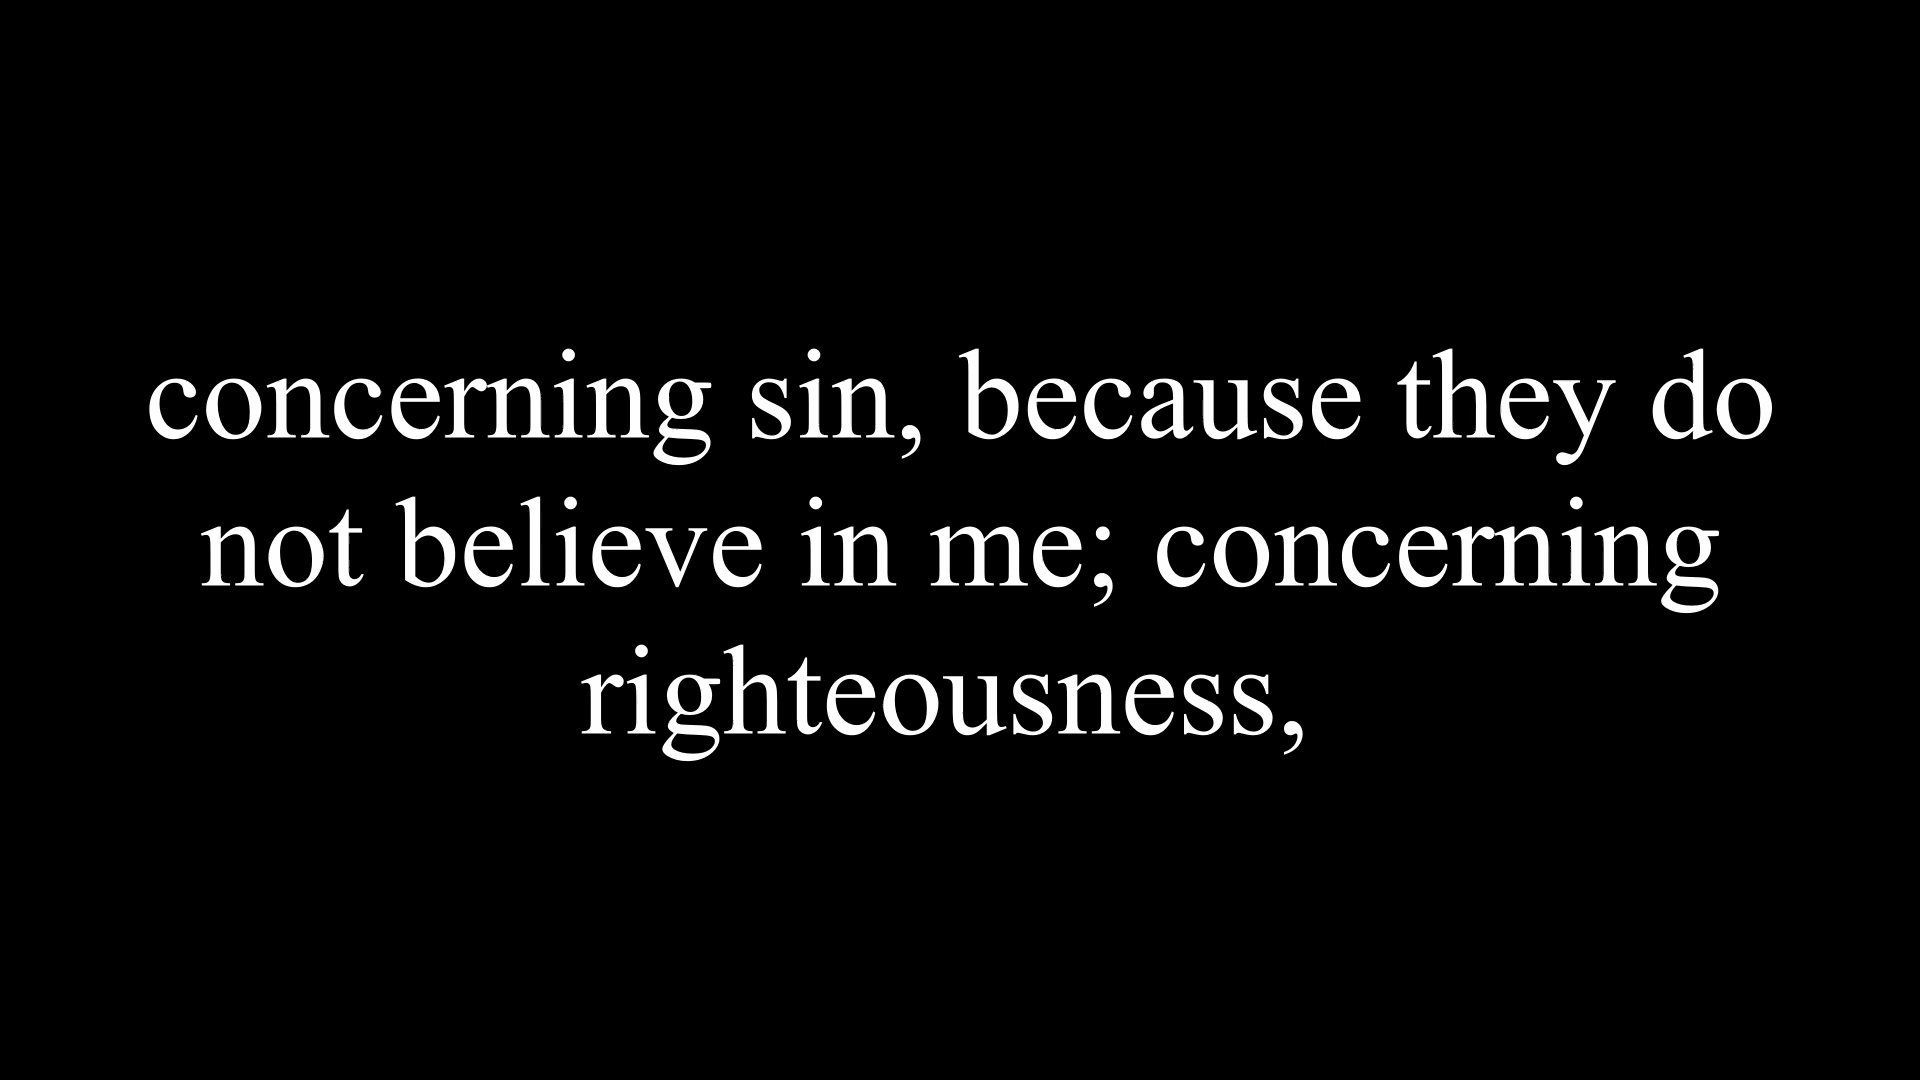 concerning sin, because they do
not believe in me; concerning
righteousness,